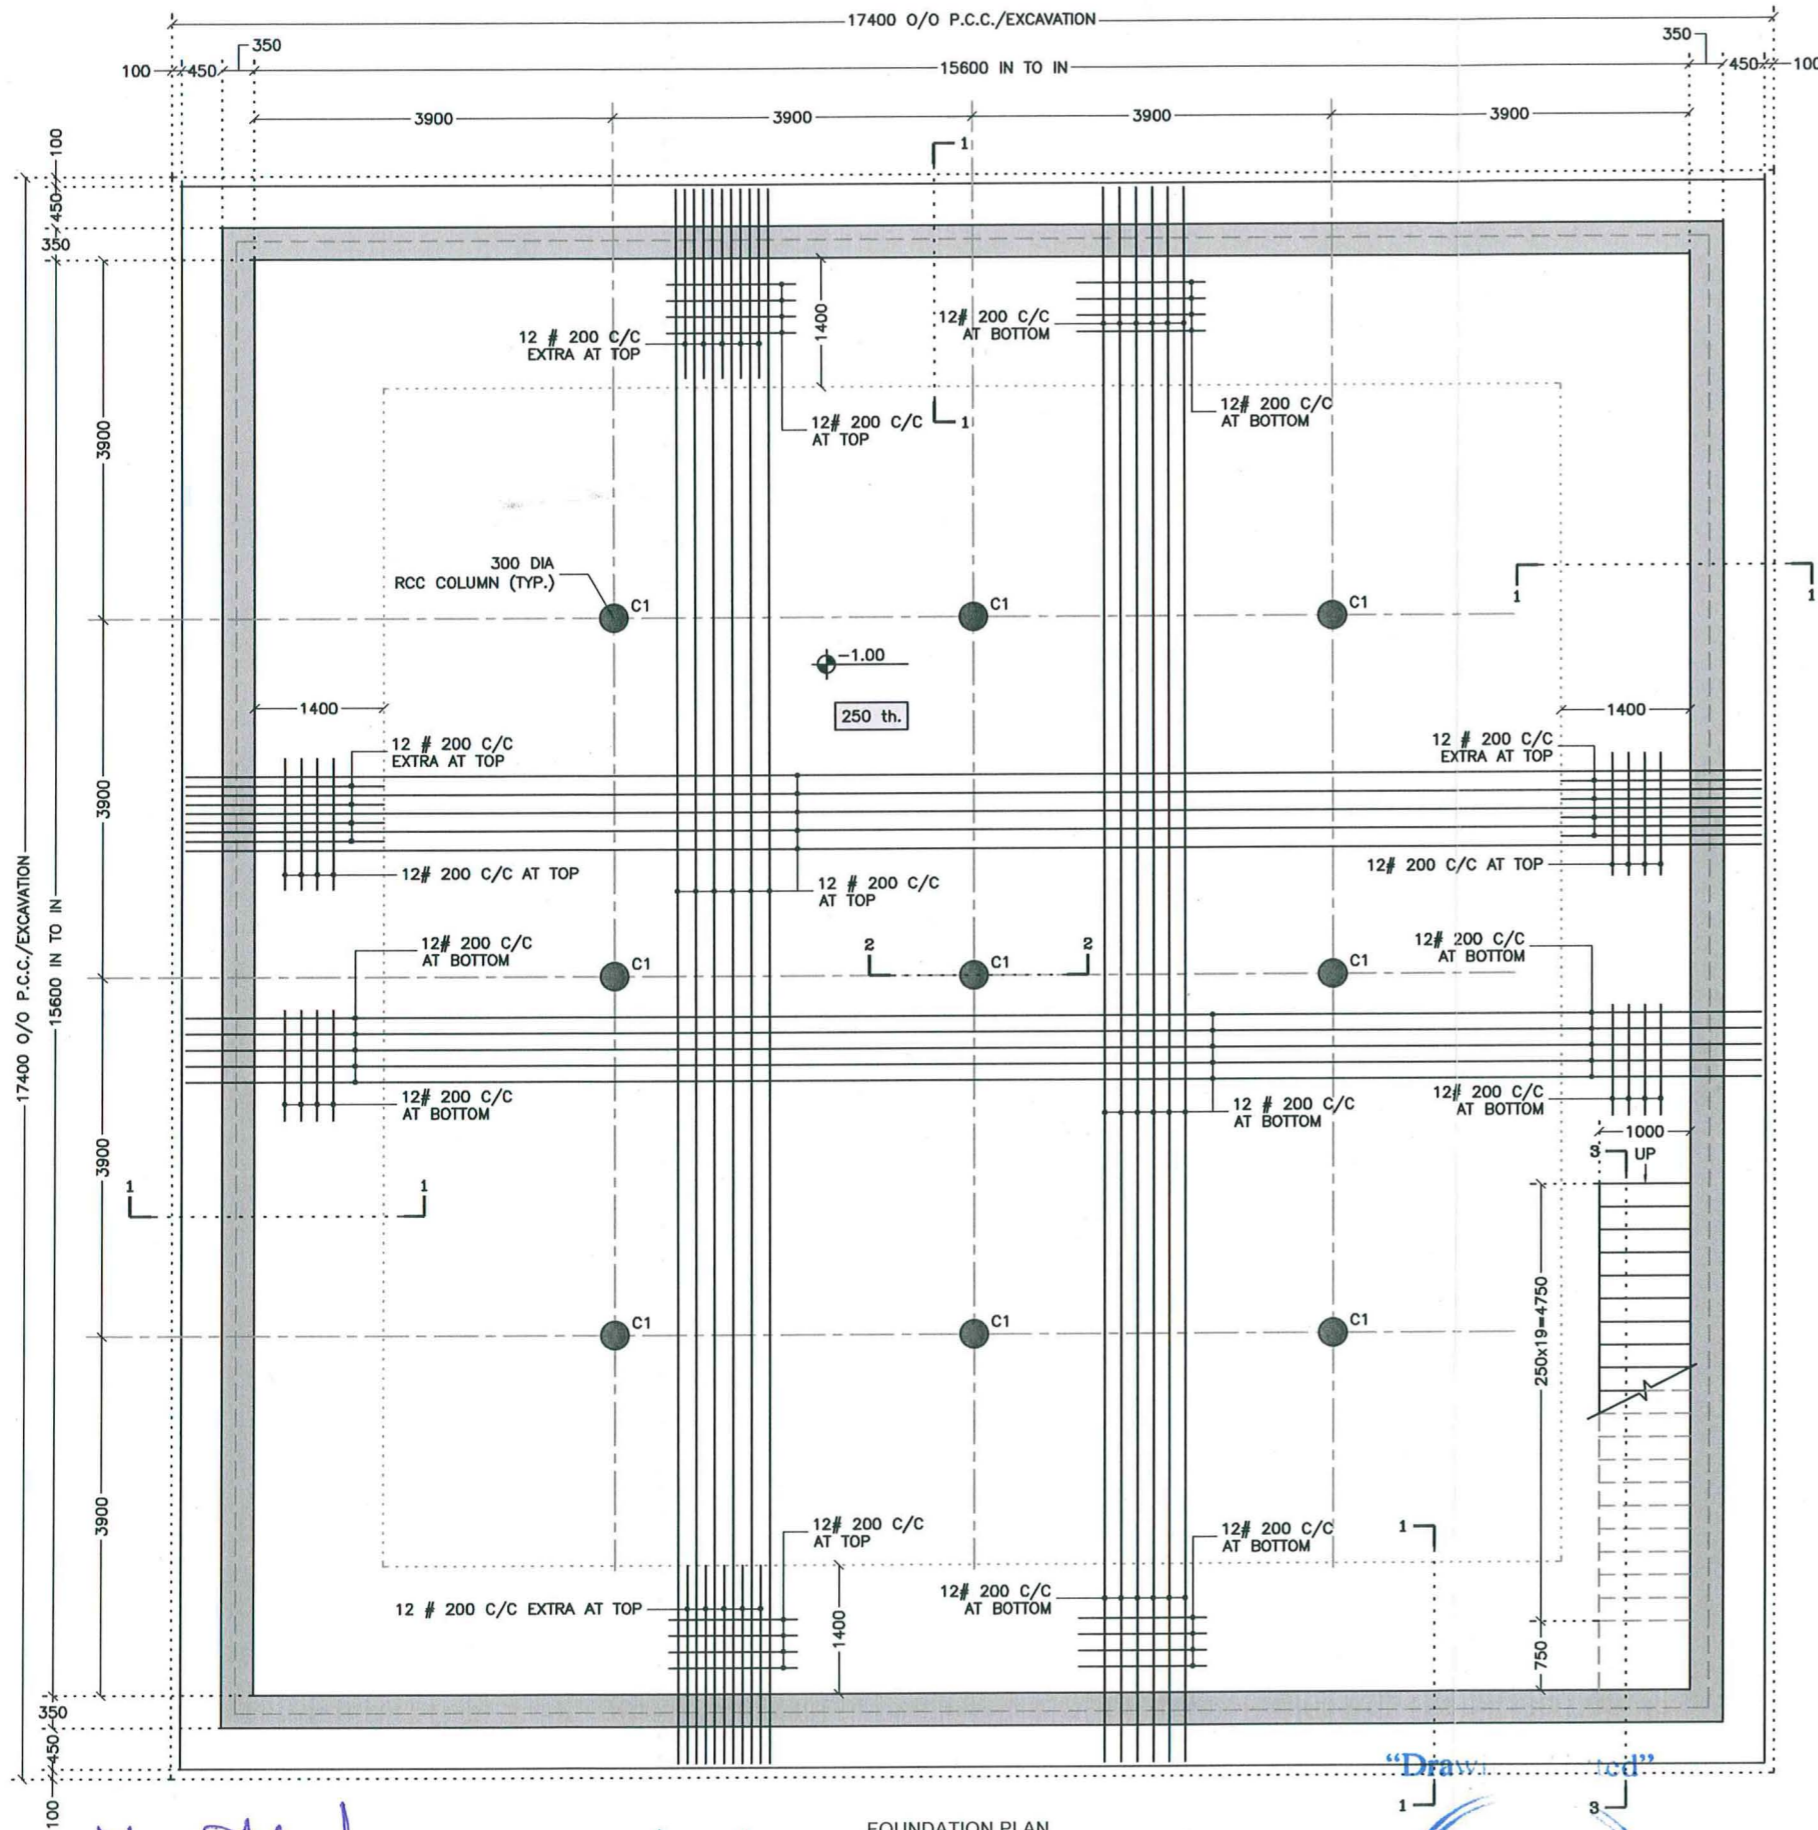 17400 O/O P.C.C./EXCAVATION
350
350
100
450
15600 IN TO IN
450
100
3900
3900
3900
3900
100
450
350
1
12 # 200 C/C
EXTRA AT TOP
1400
12# 200 C/C
AT BOTTOM
12# 200 C/C
AT TOP
1
12# 200 C/C
AT BOTTOM
3900
300 DIA
RCC COLUMN (TYP.)
C1
C1
C1
1
1
-1.00
250 th.
1400
1400
12 # 200 C/C
EXTRA AT TOP
12 # 200 C/C
EXTRA AT TOP
3900
12# 200 C/C AT TOP
12 # 200 C/C
AT TOP
12# 200 C/C AT TOP
17400 O/O P.C.C./EXCAVATION
15600 IN TO IN
12# 200 C/C
AT BOTTOM
2
2
12# 200 C/C
AT BOTTOM
C1
C1
C1
12# 200 C/C
AT BOTTOM
12 # 200 C/C
AT BOTTOM
12# 200 C/C
AT BOTTOM
1000
3
UP
3900
1
1
C1
C1
C1
250x19=4750
3900
12# 200 C/C
AT TOP
12# 200 C/C
AT BOTTOM
1
12 # 200 C/C EXTRA AT TOP
1400
12# 200 C/C
AT BOTTOM
750
350
450
100
1
3
FOUNDATION PLAN